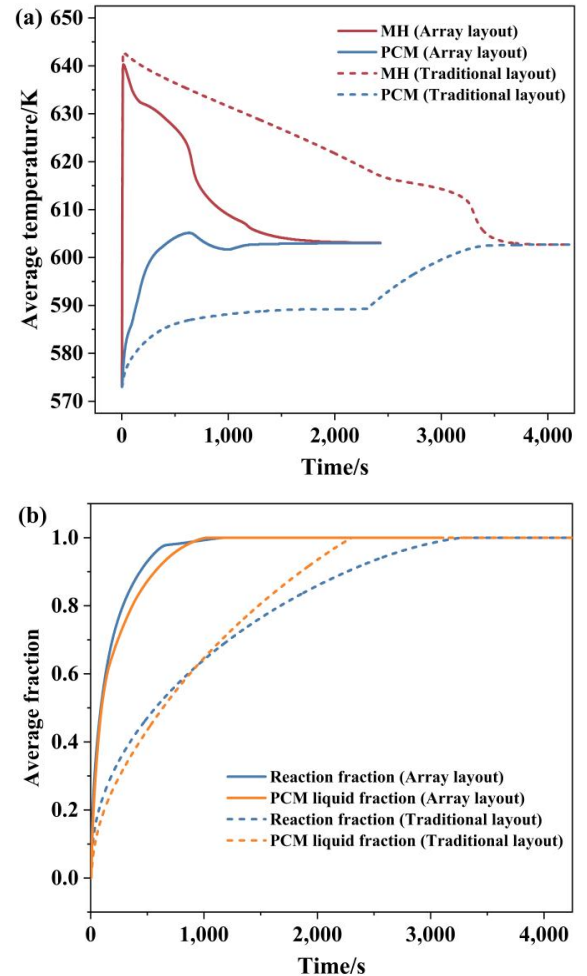 (a)
650
640
630
620
610
600
590
580
570
Average temperature/K
MH (Array layout)
PCM (Array layout)
MH (Traditional layout)
PCM (Traditional layout)
0 1,000 2,000 3,000 4,000
Time/s
(b)
1.0
0.8
0.6
0.4
0.2
0.0
Average fraction
Reaction fraction (Array layout)
PCM liquid fraction (Array layout)
Reaction fraction (Traditional layout)
PCM liquid fraction (Traditional layout)
0 1,000 2,000 3,000 4,000
Time/s